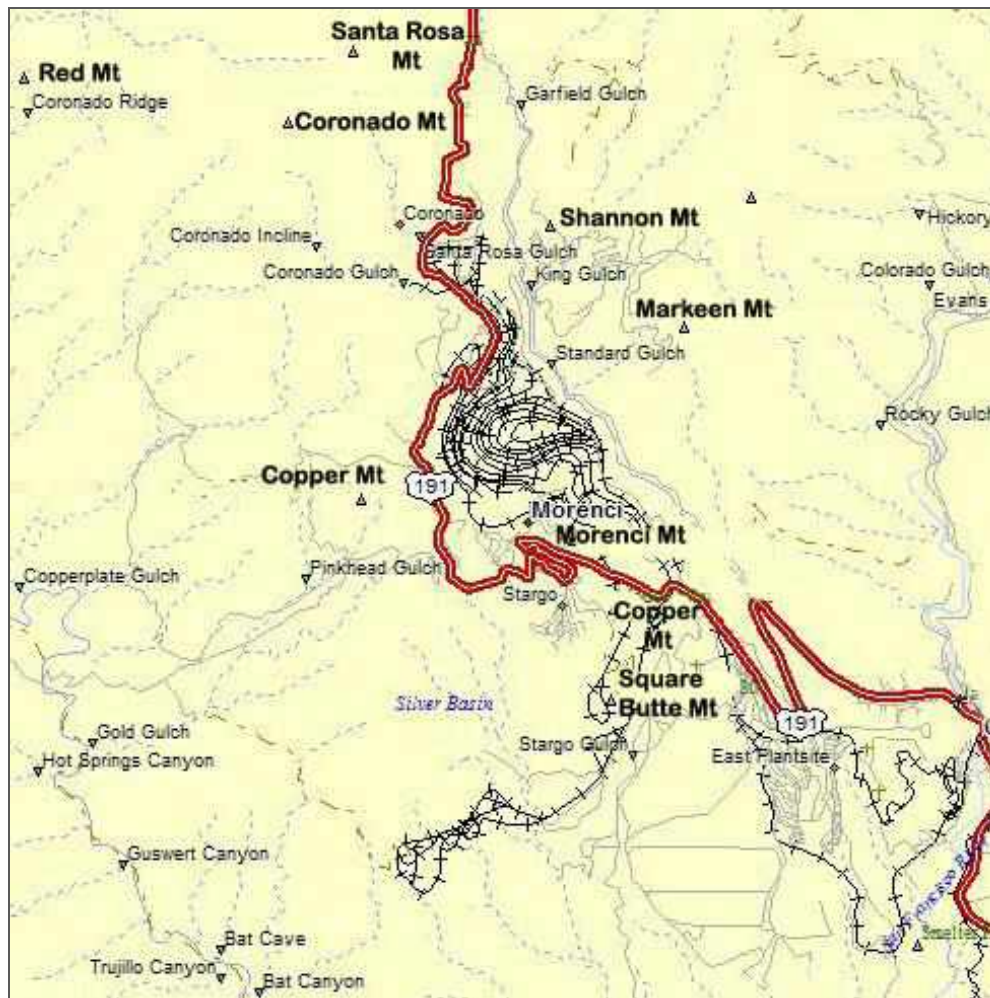 Santa Rosa
Mt
Red Mt
Coronado Ridge
Garfield Gulch
Coronado Mt
Coronado
Shannon Mt
Hickory
Coronado Incline
Santa Rosa Gulch
Coronado Gulch
King Gulch
Colorado Gulch
Evans
Markeen Mt
Standard Gulch
Rocky Gulch
Copper Mt
191
Morenci
Morenci Mt
Copperplate Gulch
Pinkhead Gulch
Stargo
Copper
Mt
Square
Butte Mt
Silver Basin
191
Gold Gulch
Stargo Gulch
East Plantsite
Hot Springs Canyon
Guswert Canyon
Bat Cave
Trujillo Canyon
Bat Canyon